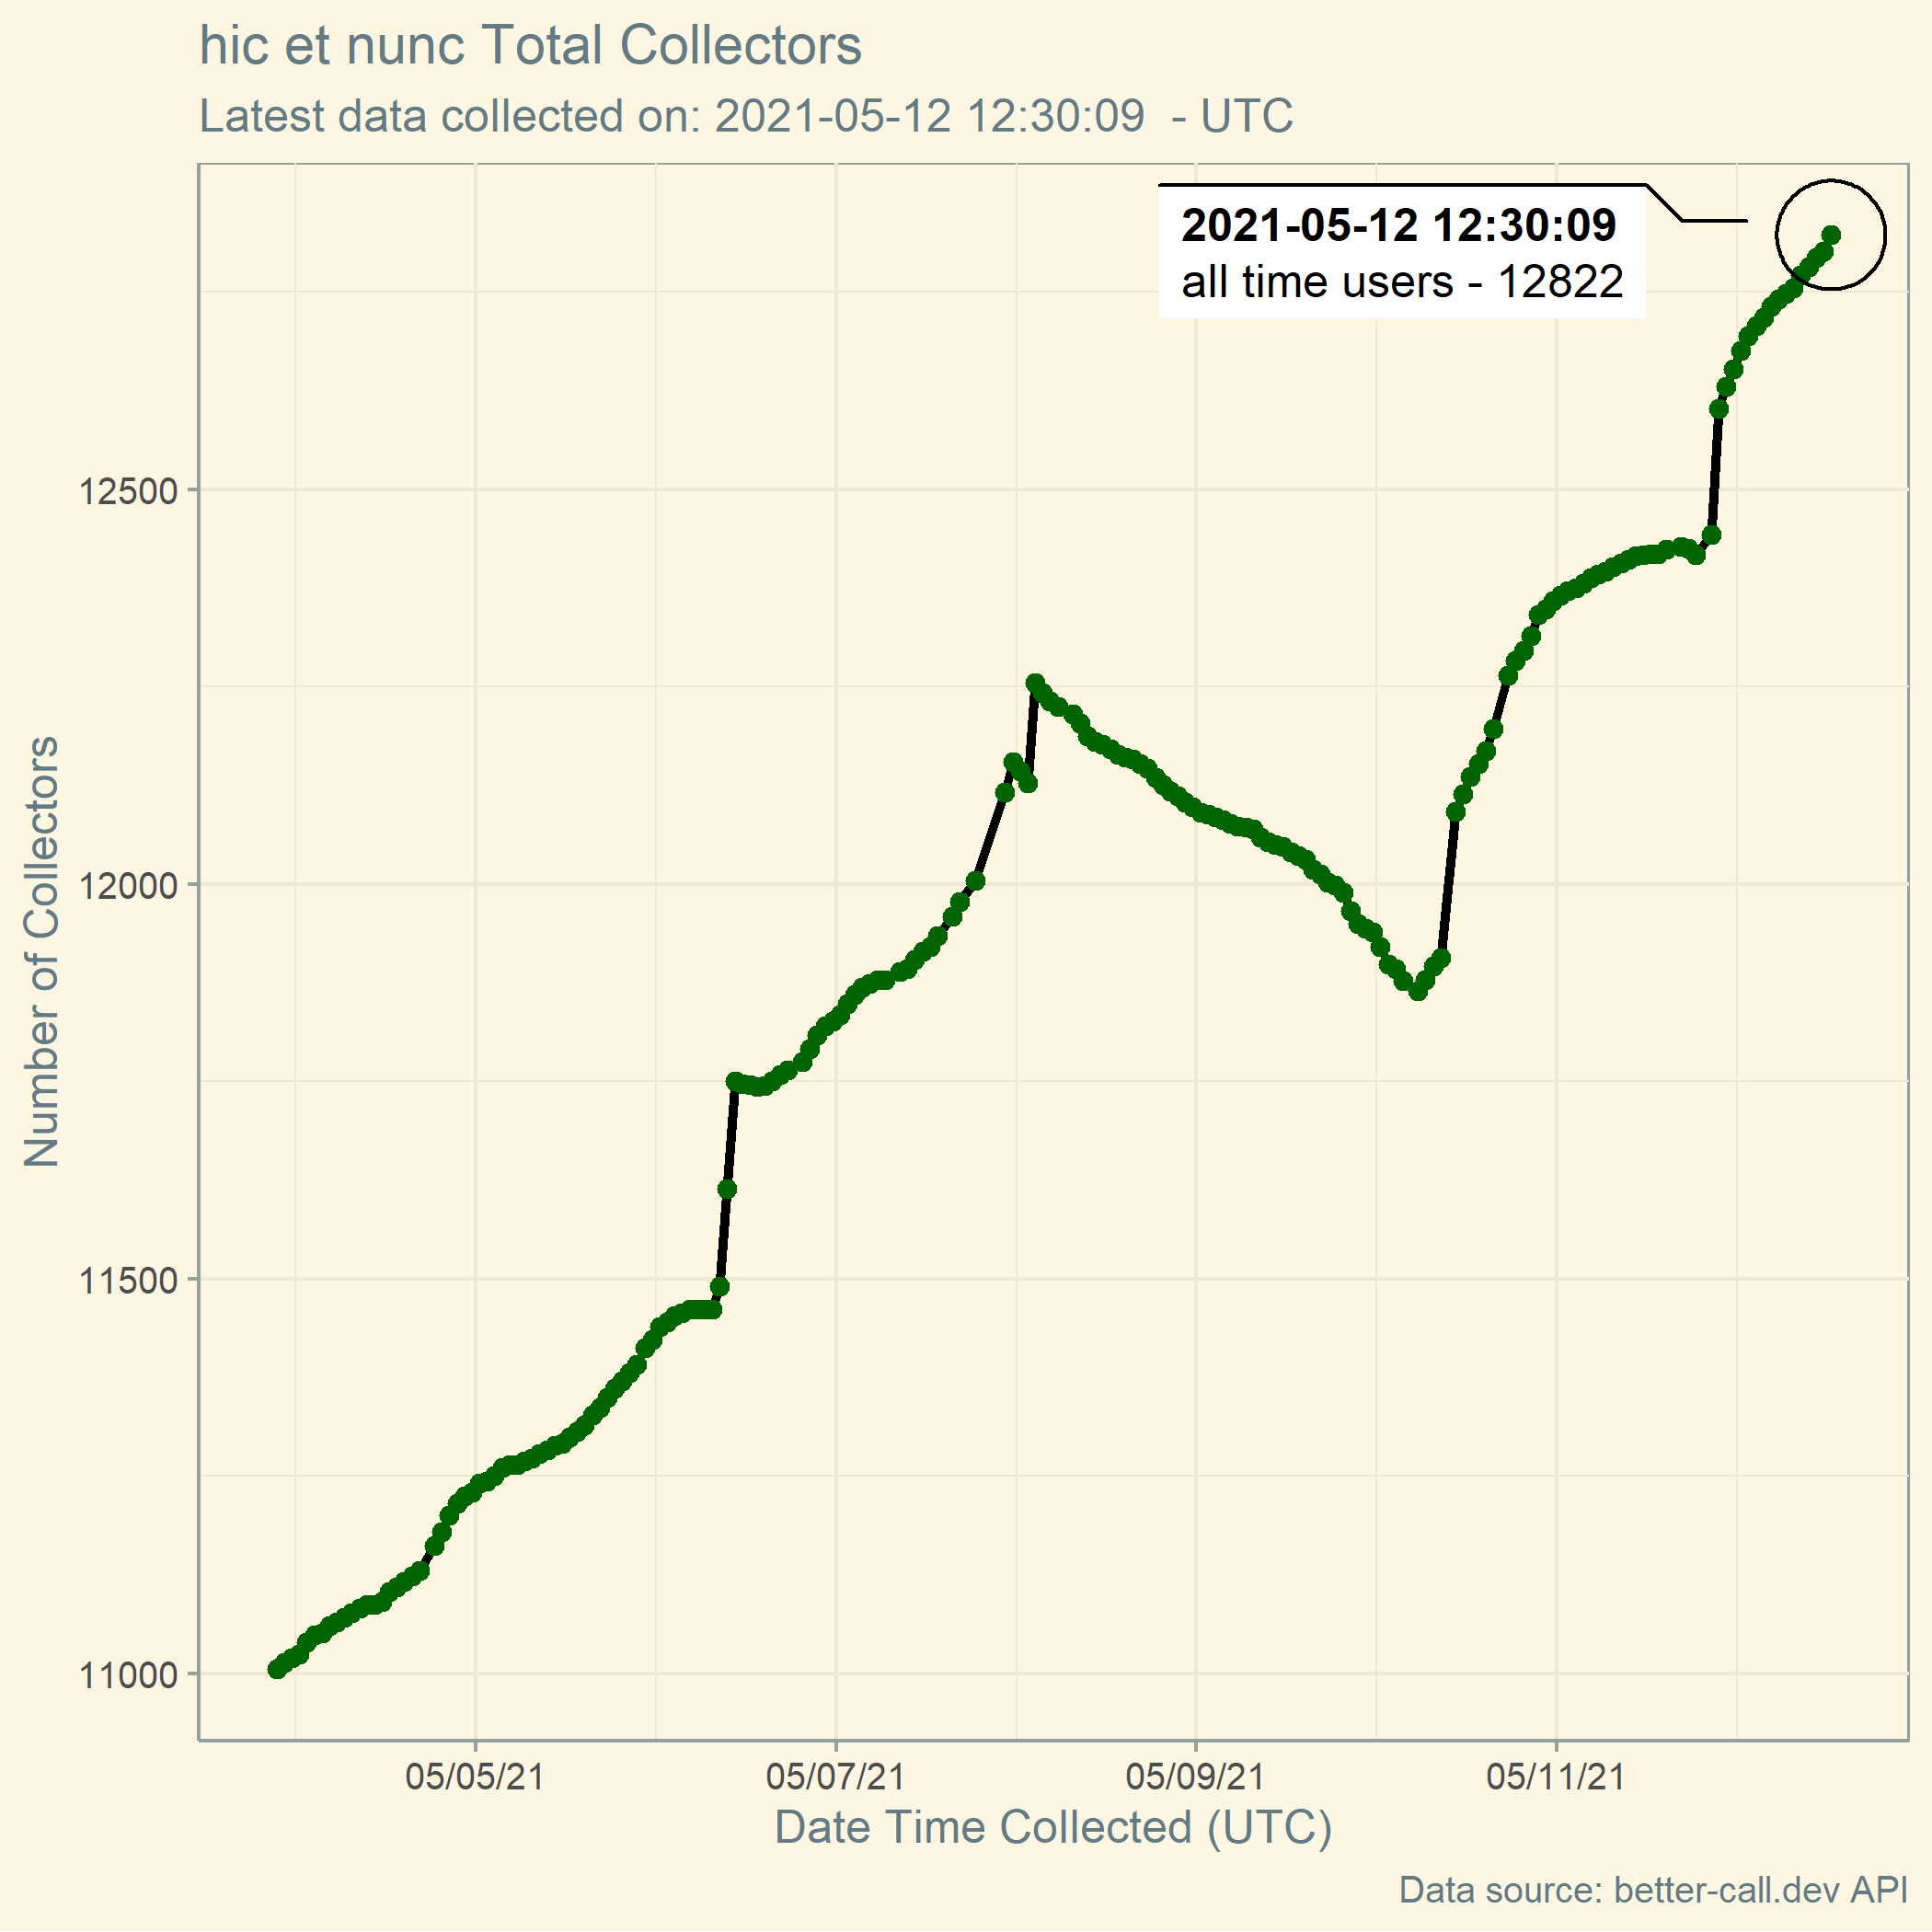 hic et nunc Total Collectors
Latest data collected on: 2021-05-12 12:30:09  - UTC
2021-05-12 12:30:09
all time users - 12822
Number of Collectors
12500
12000
11500
11000
05/05/21
05/07/21
05/09/21
05/11/21
Date Time Collected (UTC)
Data source: better-call.dev API